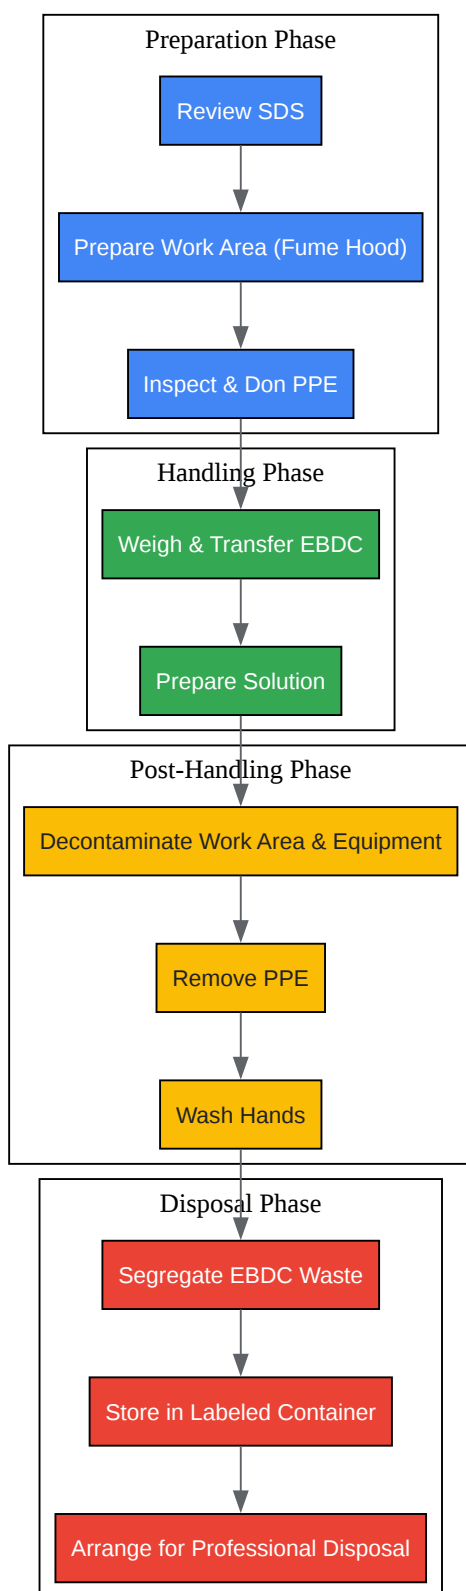 Preparation Phase
Review SDS
Prepare Work Area (Fume Hood)
Inspect & Don PPE
Handling Phase
Weigh & Transfer EBDC
Prepare Solution
Post-Handling Phase
Decontaminate Work Area & Equipment
Remove PPE
Wash Hands
Disposal Phase
Segregate EBDC Waste
Store in Labeled Container
Arrange for Professional Disposal